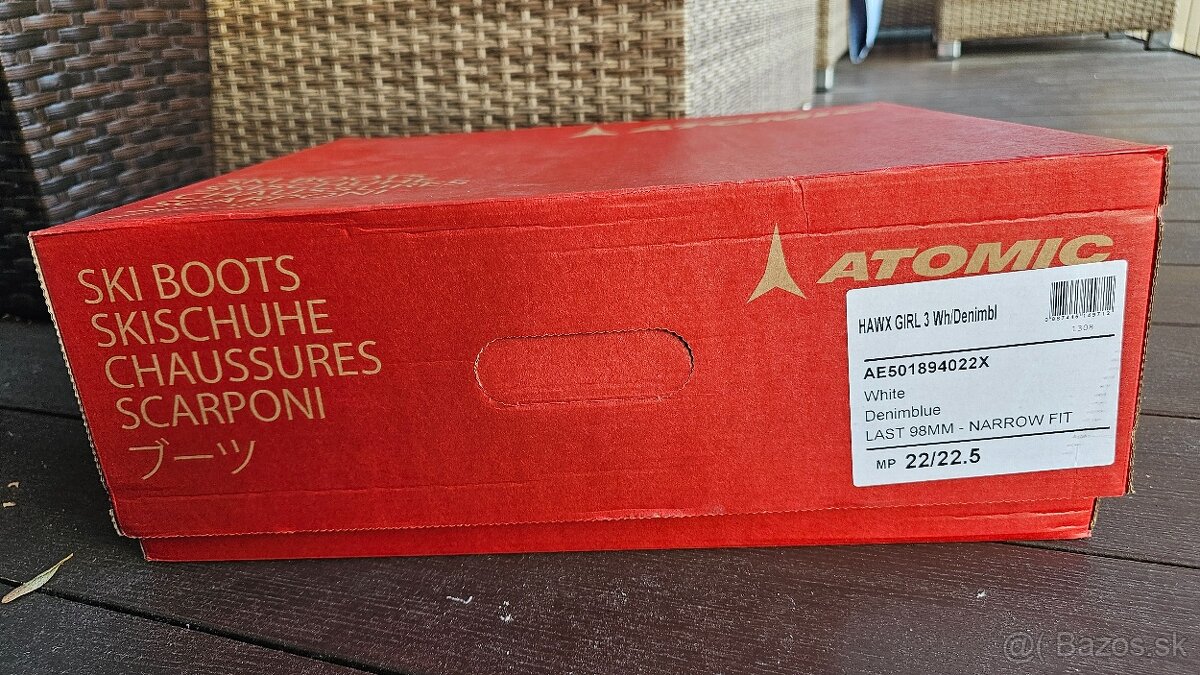 ATOMIC
SKI BOOTS
SKISCHUHE
CHAUSSURES
SCARPONI
ブーツ
ATOMIC
HAWX GIRL 3 Wh/Denimbl
1308
AE501894022X
White
Denimblue
LAST 98MM - NARROW FIT
MP 22/22.5
@( Bazos.sk